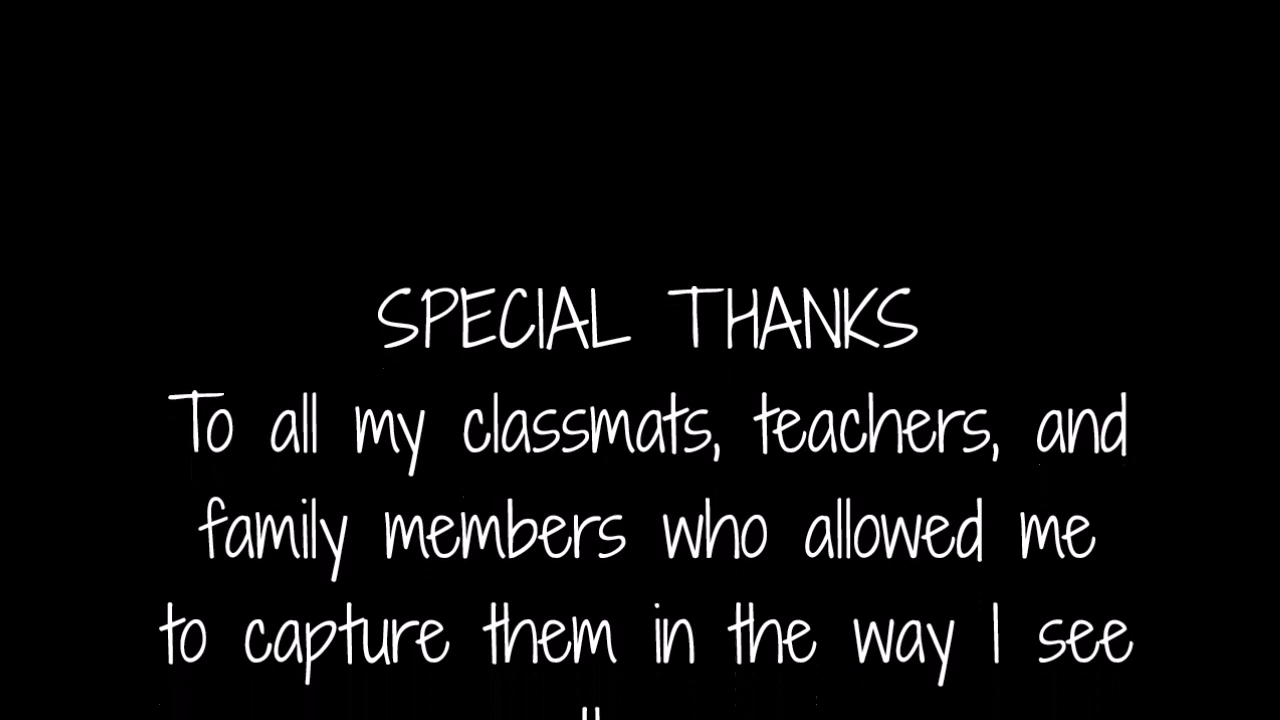 SPECIAL THANKS
To all my classmats, teachers, and
family members who allowed me
to capture them in the way I see